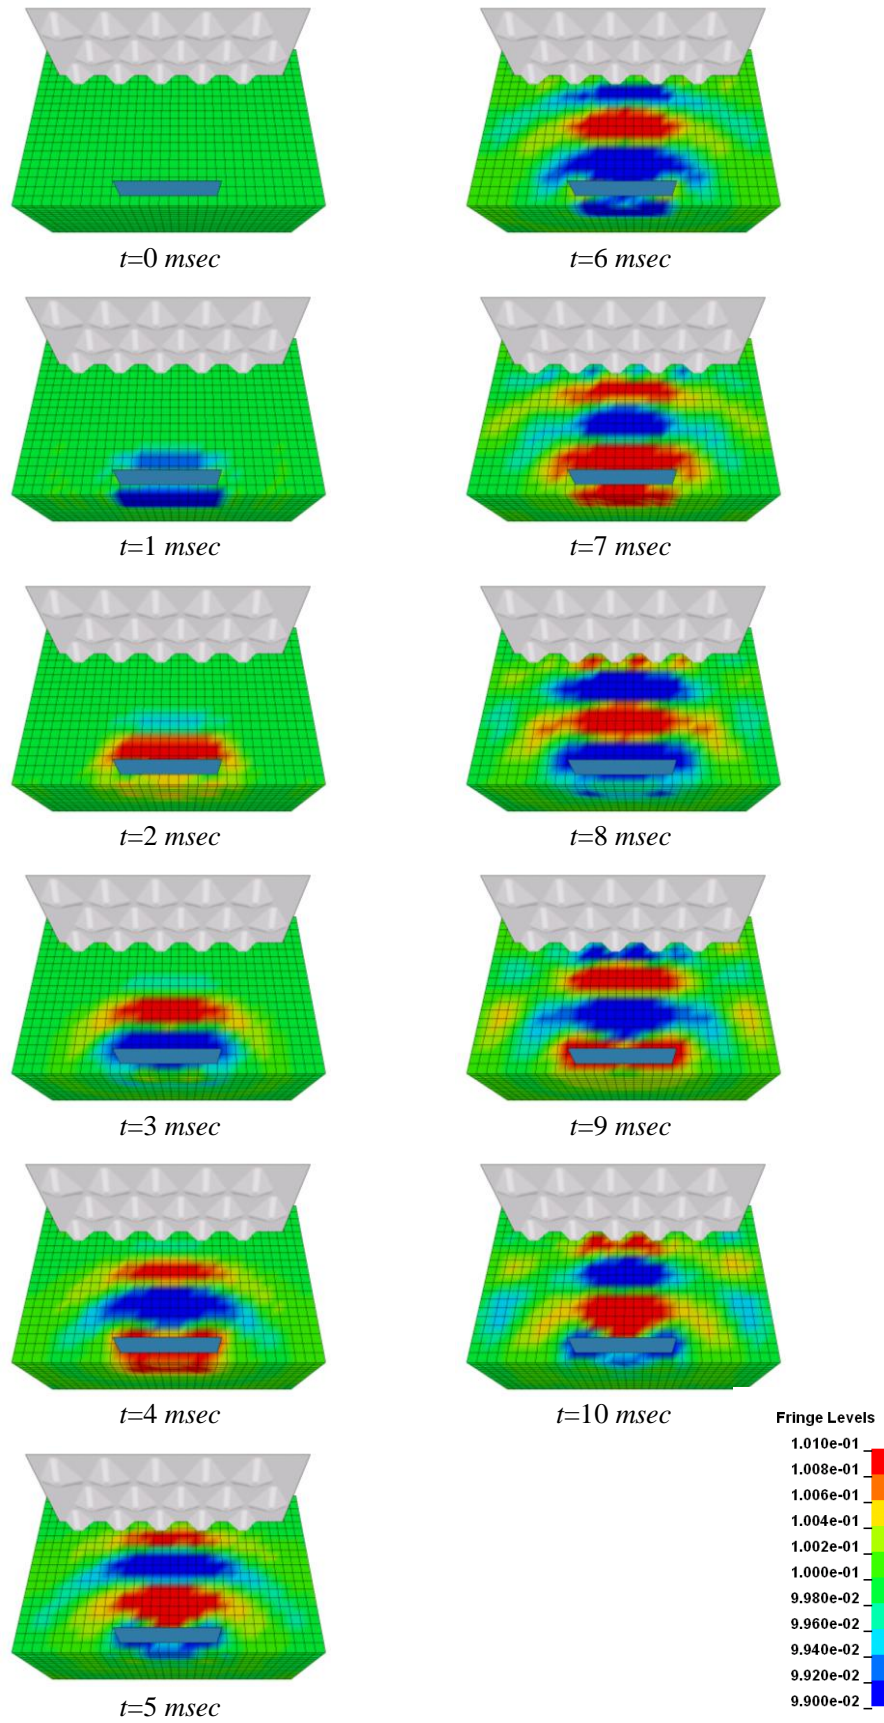 t=0 msec
t=6 msec
t=1 msec
t=7 msec
t=2 msec
t=8 msec
t=3 msec
t=9 msec
t=4 msec
t=10 msec
t=5 msec
Fringe Levels
1.010e-01
1.008e-01
1.006e-01
1.004e-01
1.002e-01
1.000e-01
9.980e-02
9.960e-02
9.940e-02
9.920e-02
9.900e-02